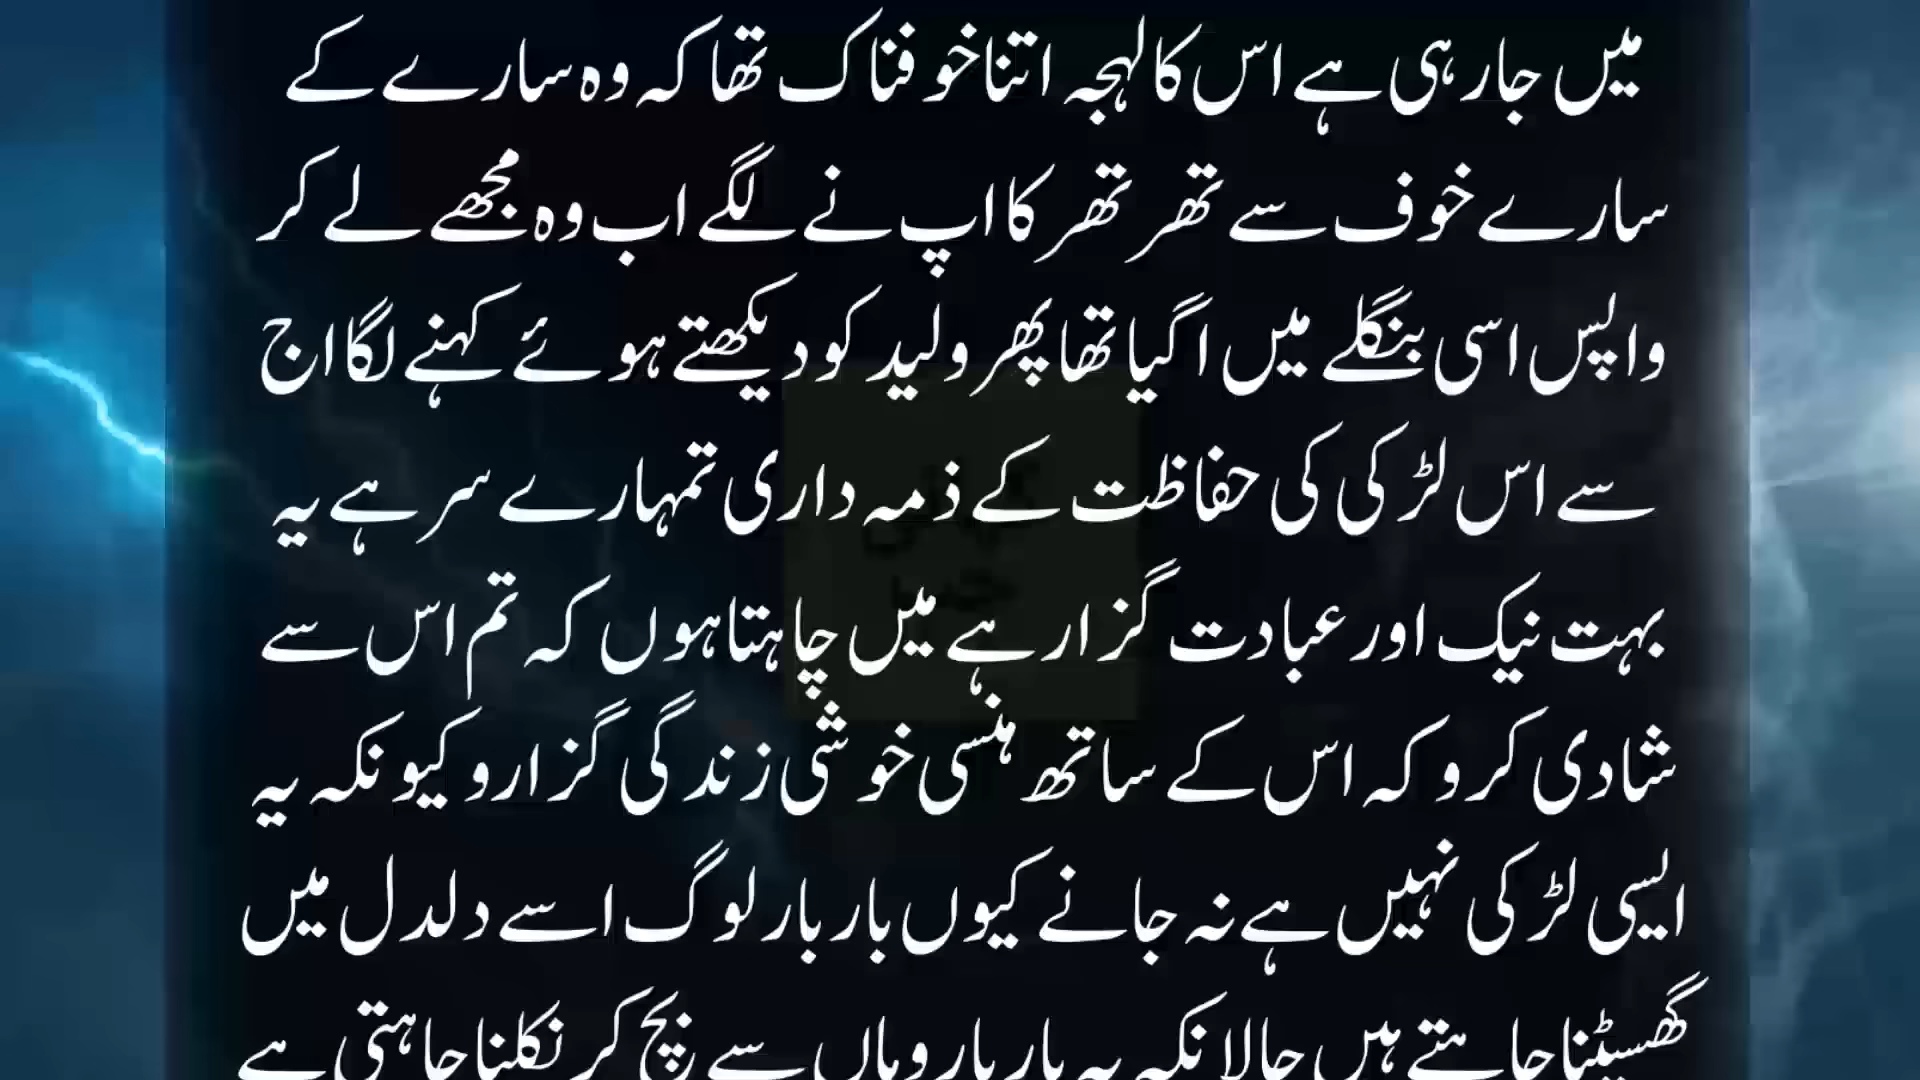 میں جا رہی ہے اس کا لہجہ اتنا خوفناک تھا کہ وہ سارے کے
سارے خوف سے تھر تھر کااپ نے لگے اب وہ مجھے لے کر
واپس اسی بنگلے میں اگیا تھا پھر ولید کو دیکھتے ہوئے کہنے لگا اج
سے اس لڑکی کی حفاظت کے ذمہ داری تمہارے سر ہے یہ
بہت نیک اور عبادت گزار ہے میں چاہتا ہوں کہ تم اس سے
شادی کرو کہ اس کے ساتھ ہنسی خوشی زندگی گزارو کیونکہ یہ
ایسی لڑکی نہیں ہے نہ جانے کیوں بار بار لوگ اسے دلدل میں
گھسیٹنا چاہتے ہیں حالانکہ یہ بار بار وہاں سے بچ کر نکلنا چاہتی ہے